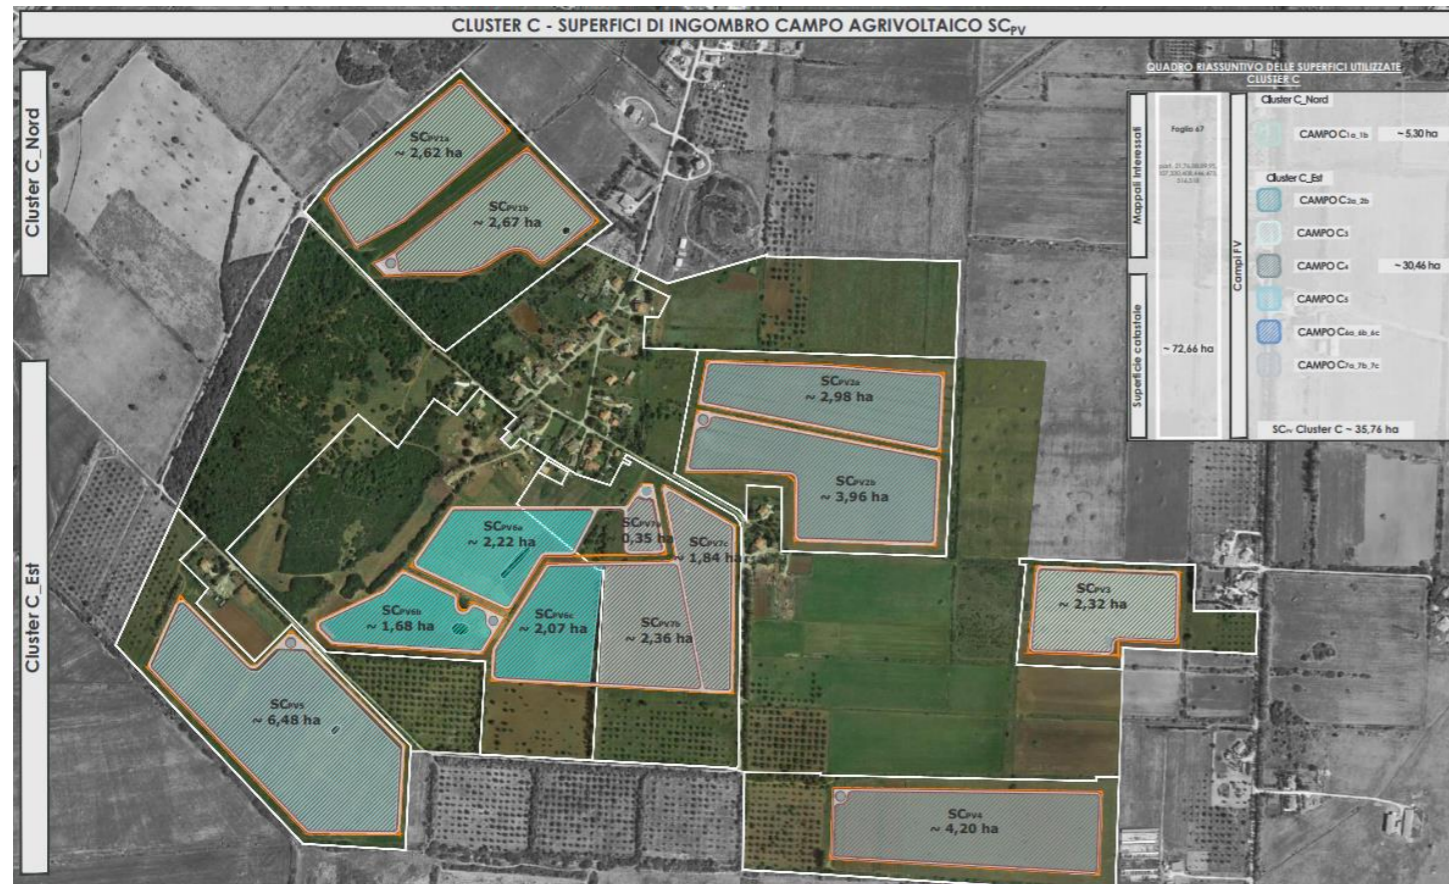 CLUSTER C - SUPERFICI DI INGOMBRO CAMPO AGRIVOLTAICO SCPV
Cluster C_Nord
Cluster C_Est
SCPV1a
~ 2,62 ha
SCPV1b
~ 2,67 ha
SCPV2a
~ 2,98 ha
SCPV2b
~ 3,96 ha
SCPV6a
~ 2,22 ha
~ 0,35 ha
SCPV7c
~ 1,84 ha
SCPV6b
~ 1,68 ha
SCPV6c
~ 2,07 ha
SCPV7b
~ 2,36 ha
SCPV3
~ 2,32 ha
SCPV5
~ 6,48 ha
SCPV4
~ 4,20 ha
QUADRO RIASSUNTIVO DELLE SUPERFICI UTILIZZATE
CLUSTER C
Mappali Interessati
Foglio 67
Superficie catastale
~ 72,66 ha
Campi FV
Cluster C_Nord
CAMPO C1a_1b ~ 5,30 ha
Cluster C_Est
CAMPO C2a_2b
CAMPO C3
CAMPO C4 ~ 30,46 ha
CAMPO C5
CAMPO C6a_6b_6c
CAMPO C7a_7b_7c
SCPV Cluster C ~ 35,76 ha